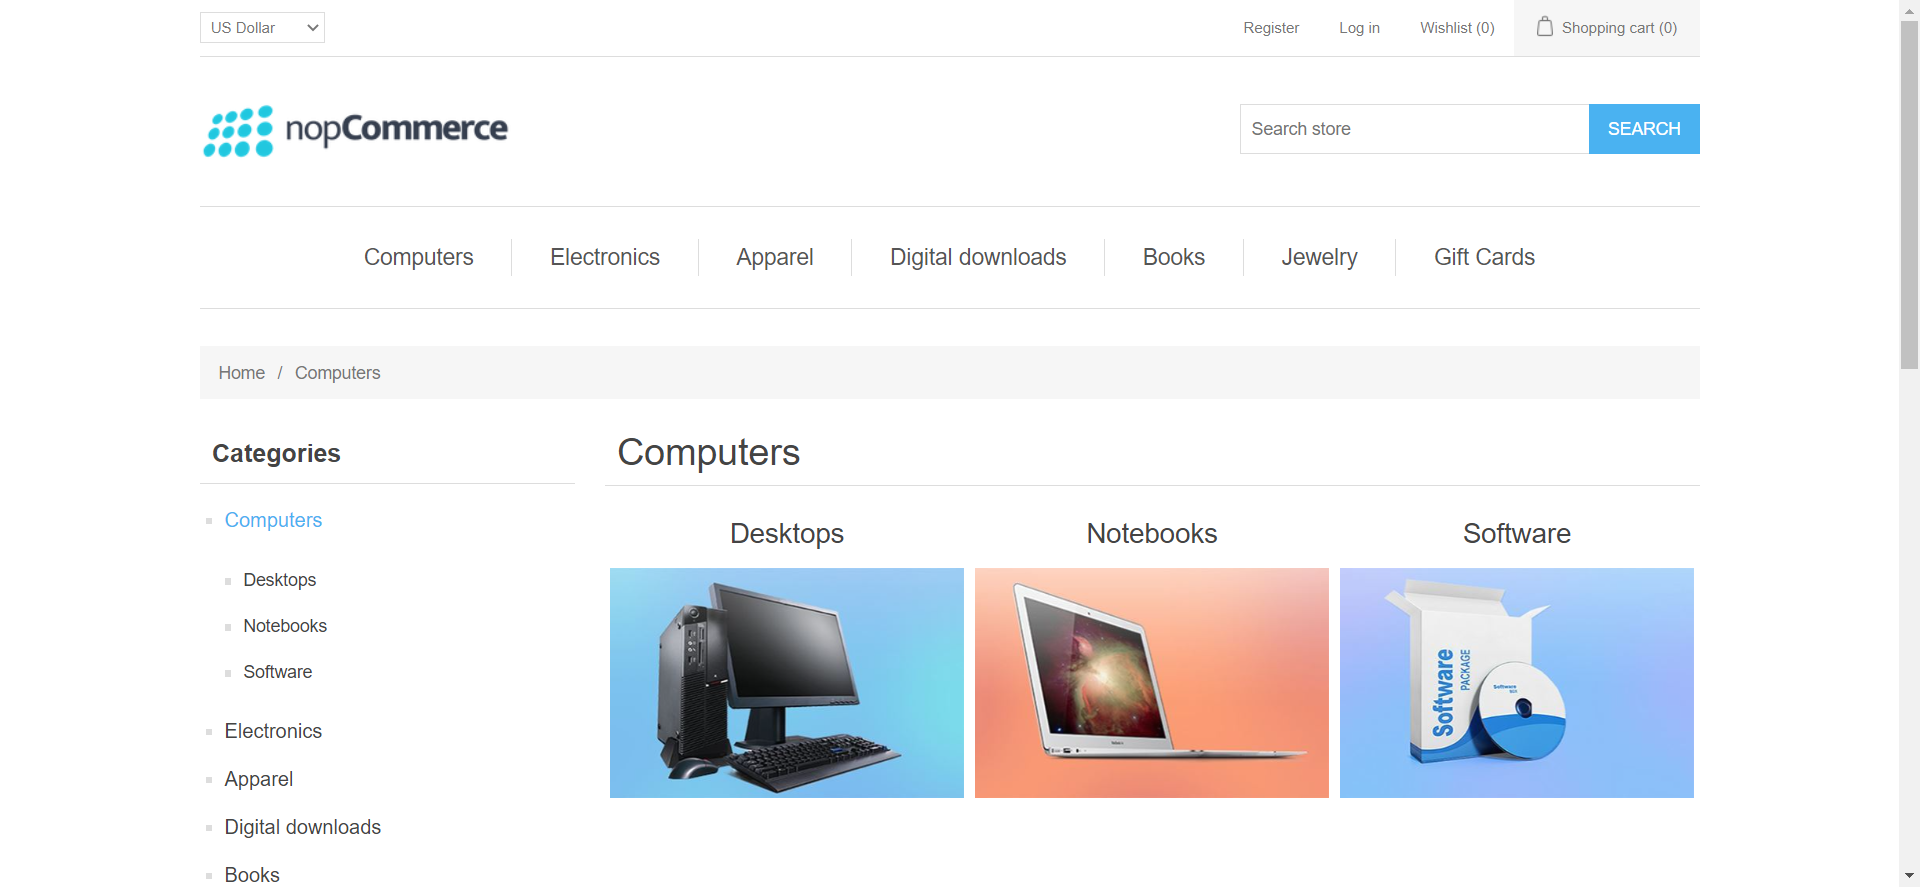 US Dollar
Register
Log in
Wishlist (0)
Shopping cart (0)
nopCommerce
Search store
SEARCH
Computers
Electronics
Apparel
Digital downloads
Books
Jewelry
Gift Cards
Home / Computers
Categories
Computers
Desktops
Notebooks
Software
Electronics
Apparel
Digital downloads
Books
Computers
Desktops
Notebooks
Software
Software
PACKAGE
Software